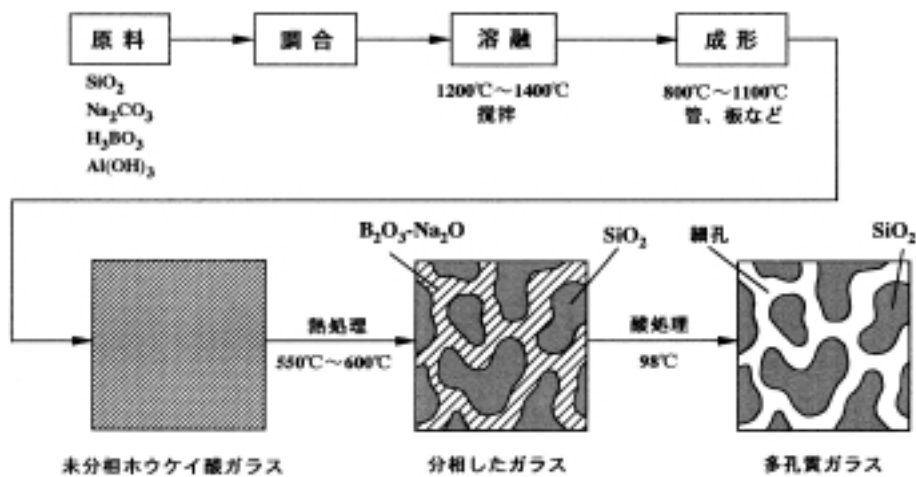 原料
調合
溶融
成形
SiO₂
Na₂CO₃
H₃BO₃
Al(OH)₃
1200℃～1400℃
攪拌
800℃～1100℃
管、板など
B₂O₃-Na₂O
SiO₂
細孔
SiO₂
熱処理
550℃～600℃
酸処理
98℃
未分相ホウケイ酸ガラス
分相したガラス
多孔質ガラス